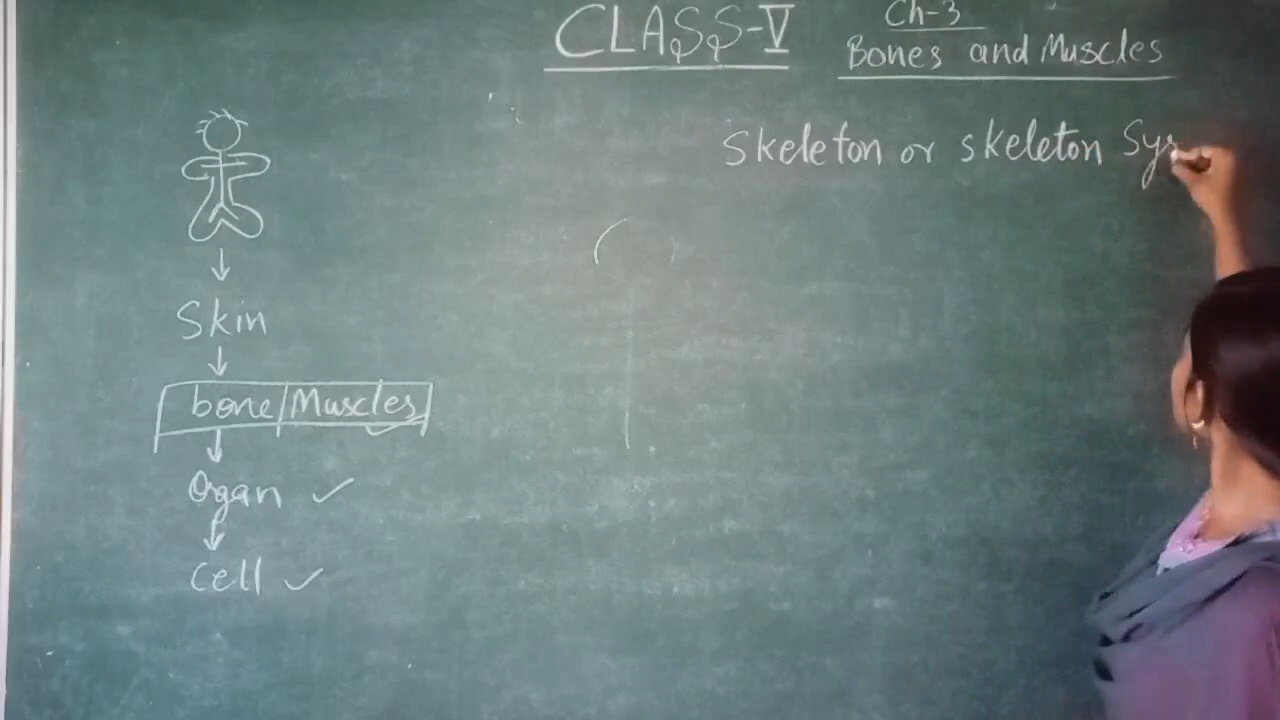 CLASS-V
Ch-3
Bones and Muscles
Skeleton or skeleton Sys
Skin
bone/Muscles
Organ ✓
Cell ✓